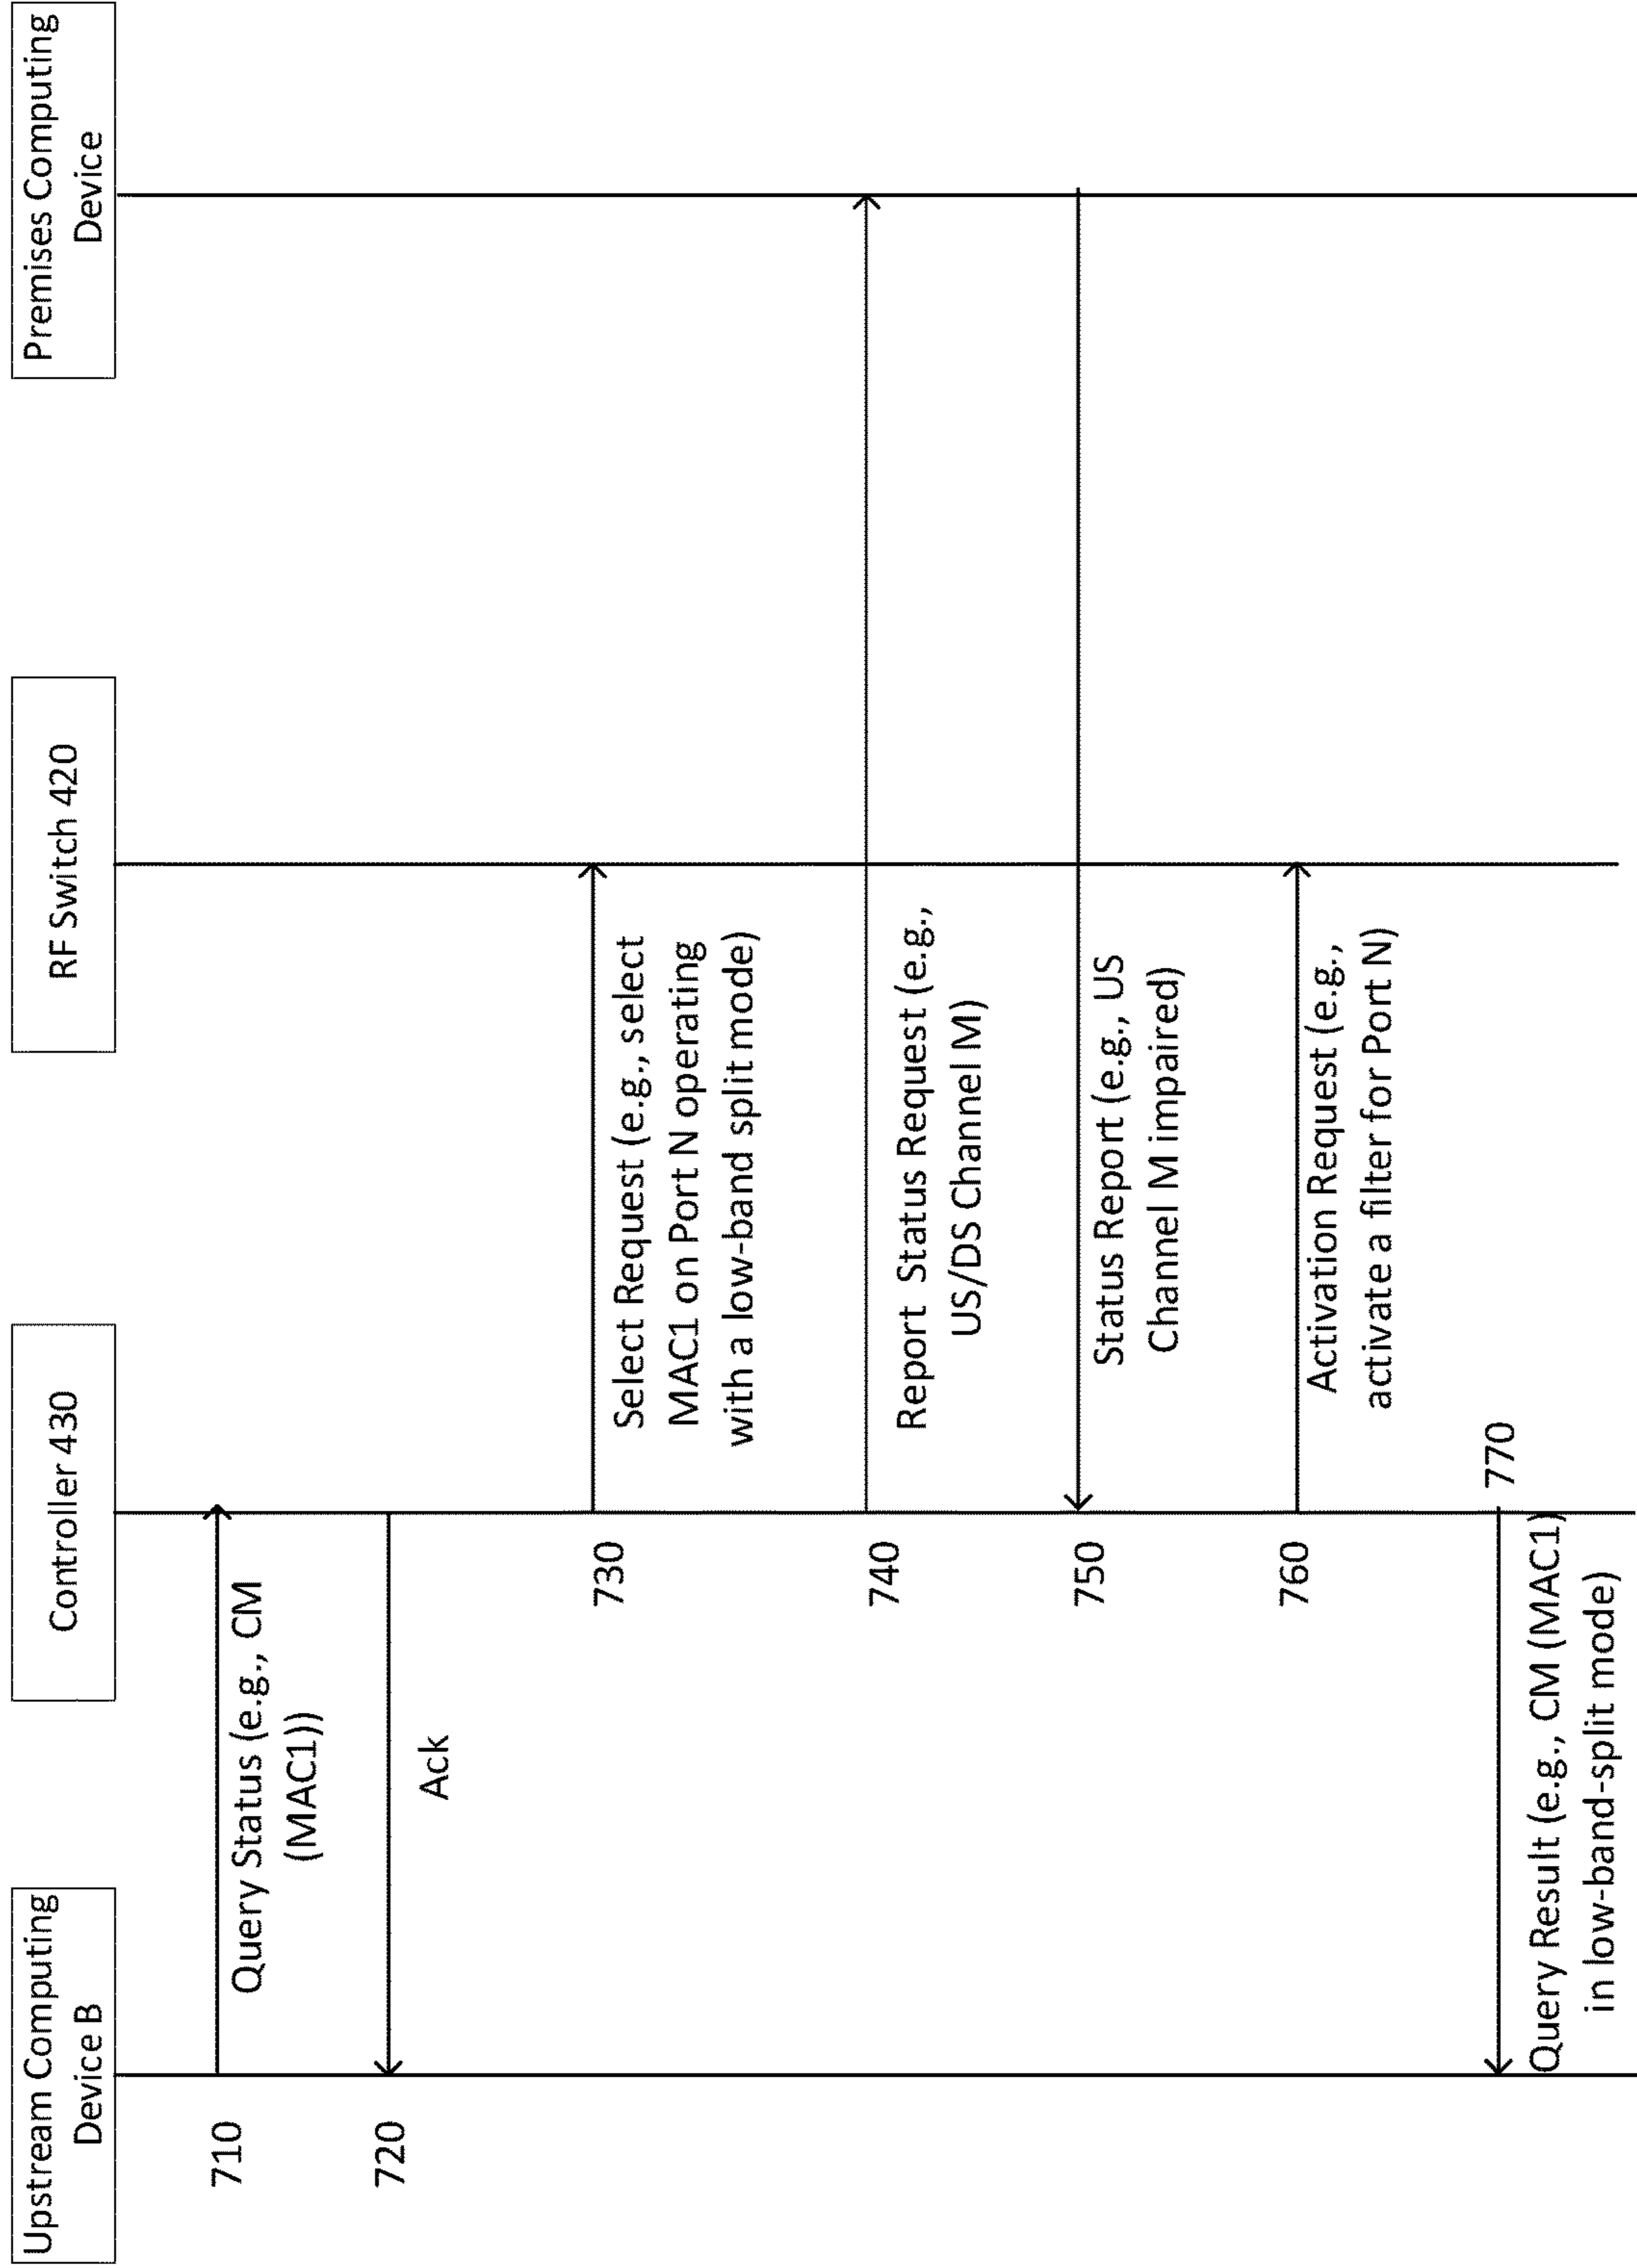 Upstream Computing
Device B
Controller 430
RF Switch 420
Premises Computing
Device
710
Query Status (e.g., CM
(MAC1))
720
Ack
730
Select Request (e.g., select
MAC1 on Port N operating
with a low-band split mode)
740
Report Status Request (e.g.,
US/DS Channel M)
750
Status Report (e.g., US
Channel M impaired)
760
Activation Request (e.g.,
activate a filter for Port N)
770
Query Result (e.g., CM (MAC1)
in low-band-split mode)